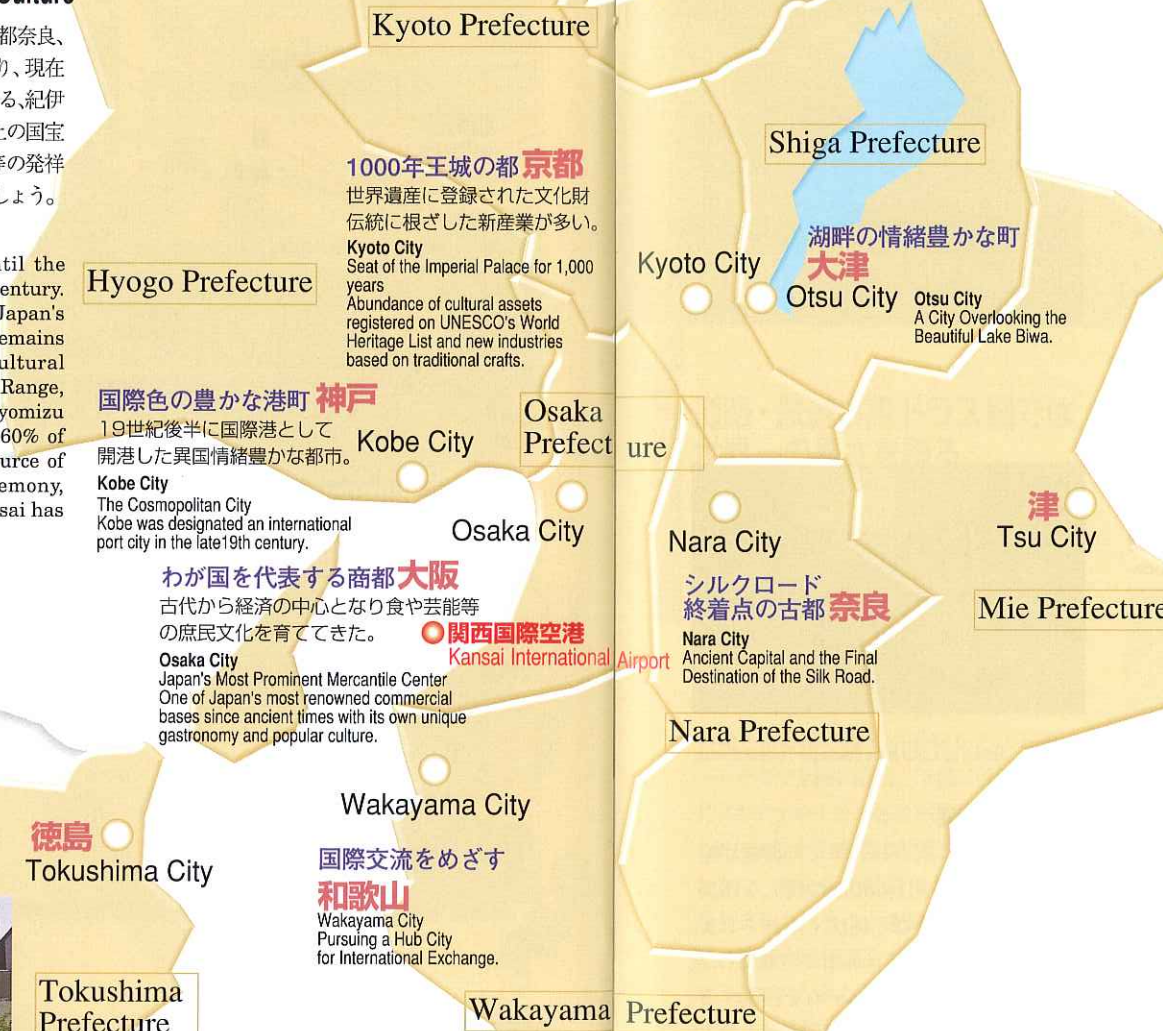 Culture
都奈良、
り、現在
る、紀伊
上の国宝
等の発祥
しょう。
til the
entury.
Japan's
emains
ultural
Range,
yomizu
60% of
urce of
emony,
sai has
Kyoto Prefecture
Shiga Prefecture
1000年王城の都 京都
世界遺産に登録された文化財
伝統に根ざした新産業が多い。
Kyoto City
Seat of the Imperial Palace for 1,000
years
Abundance of cultural assets
registered on UNESCO's World
Heritage List and new industries
based on traditional crafts.
Hyogo Prefecture
Kyoto City
湖畔の情緒豊かな町
大津
Otsu City
Otsu City
A City Overlooking the
Beautiful Lake Biwa.
国際色の豊かな港町 神戸
19世紀後半に国際港として
開港した異国情緒豊かな都市。
Kobe City
Kobe City
The Cosmopolitan City
Kobe was designated an international
port city in the late19th century.
Osaka
Prefecture
Osaka City
Nara City
津
Tsu City
わが国を代表する商都 大阪
古代から経済の中心となり食や芸能等
の庶民文化を育ててきた。
Osaka City
Japan's Most Prominent Mercantile Center
One of Japan's most renowned commercial
bases since ancient times with its own unique
gastronomy and popular culture.
関西国際空港
Kansai International Airport
シルクロード
終着点の古都 奈良
Nara City
Ancient Capital and the Final
Destination of the Silk Road.
Mie Prefecture
Nara Prefecture
Wakayama City
国際交流をめざす
和歌山
Wakayama City
Pursuing a Hub City
for International Exchange.
徳島
Tokushima City
Tokushima
Prefecture
Wakayama Prefecture